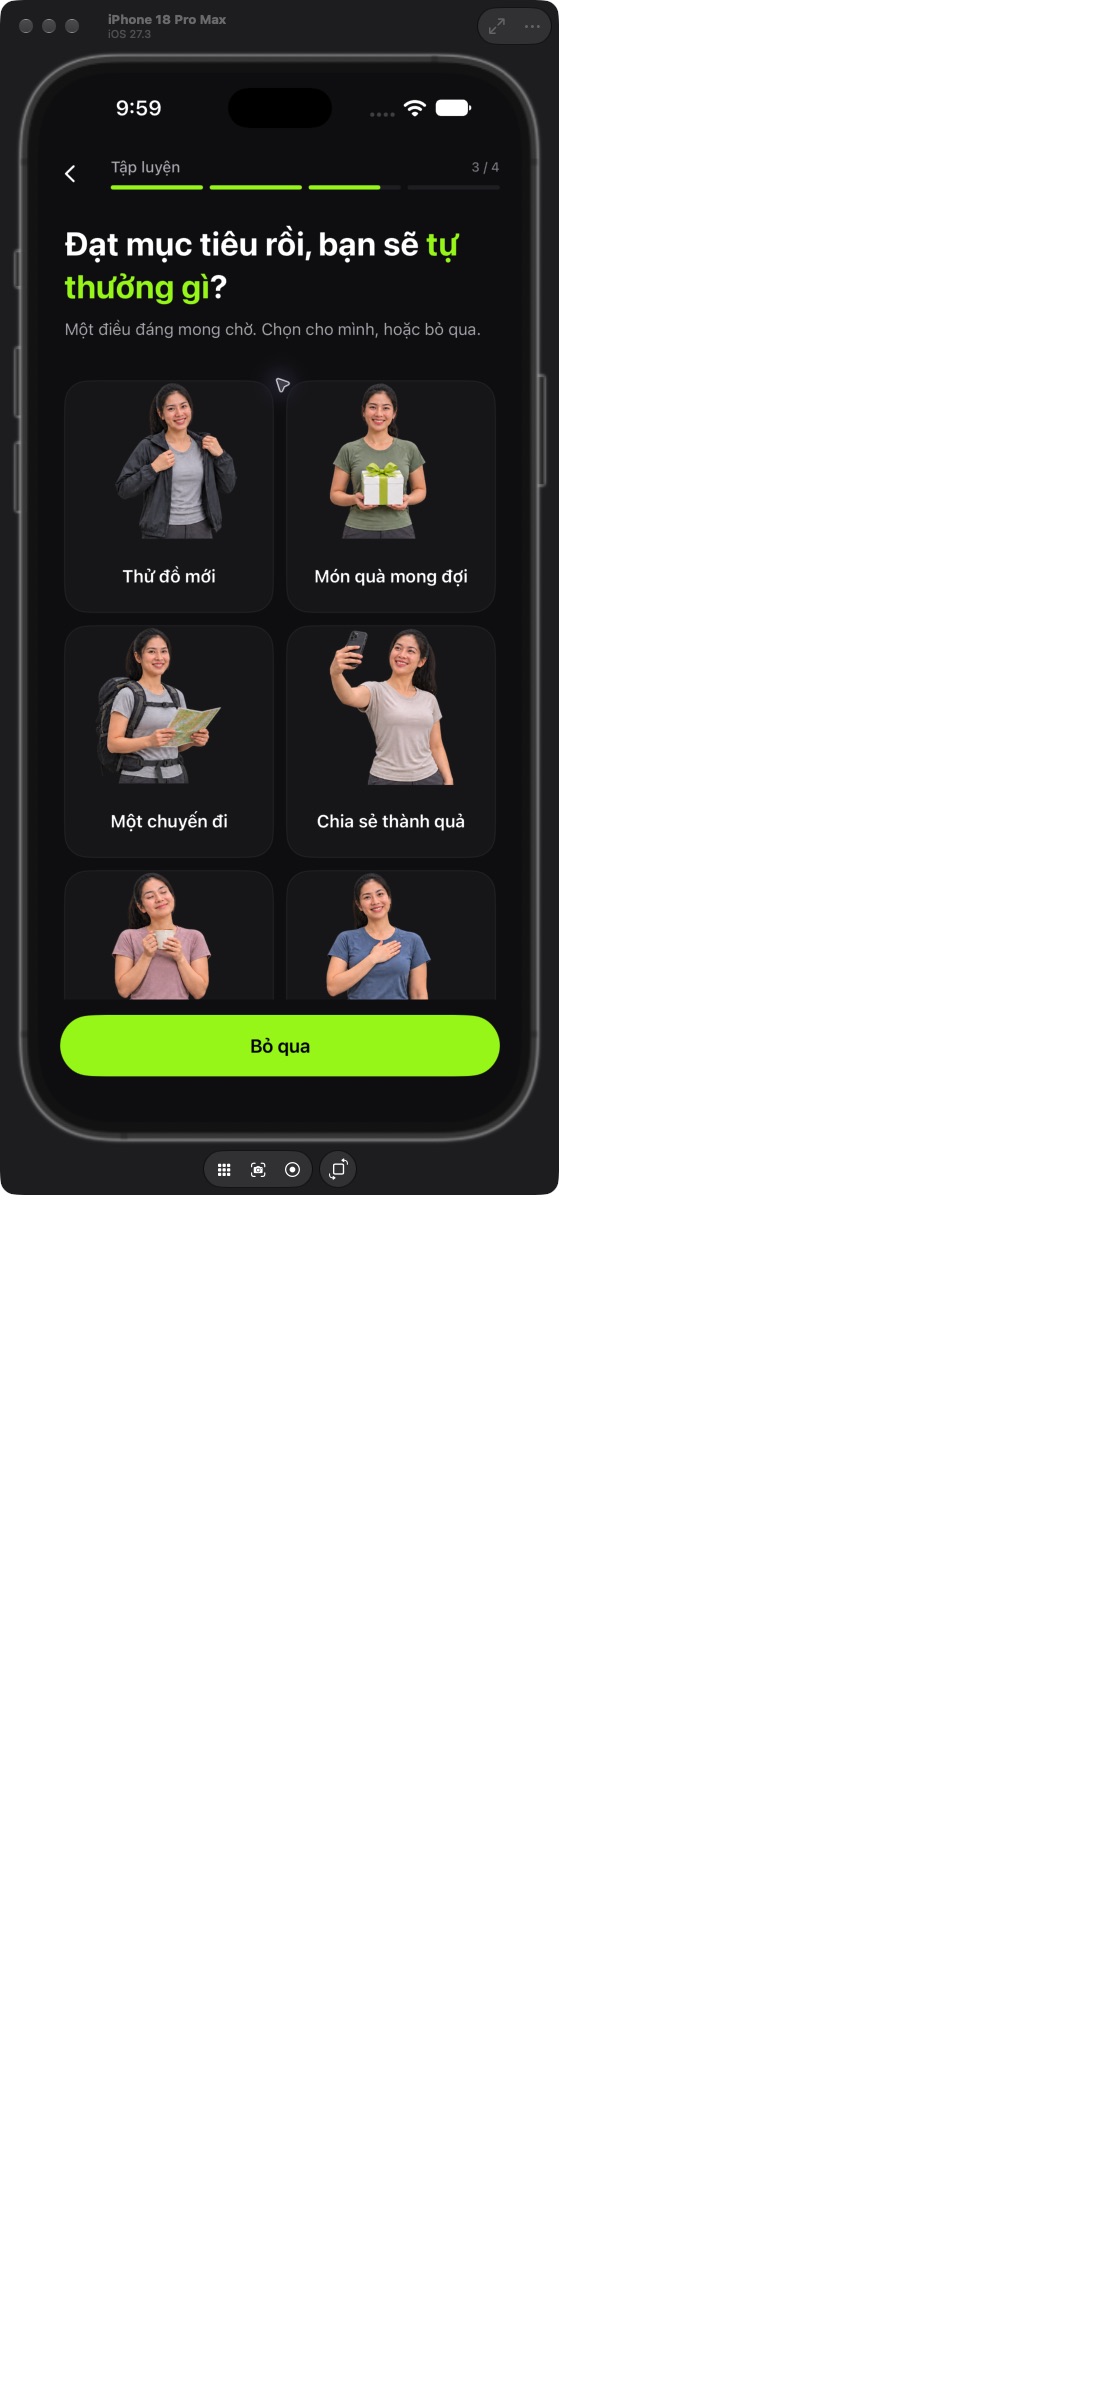 iPhone 18 Pro Max
iOS 27.3
9:59
Tập luyện
3 / 4
Đạt mục tiêu rồi, bạn sẽ tự
thưởng gì?
Một điều đáng mong chờ. Chọn cho mình, hoặc bỏ qua.
Thử đồ mới
Món quà mong đợi
Một chuyến đi
Chia sẻ thành quả
Bỏ qua